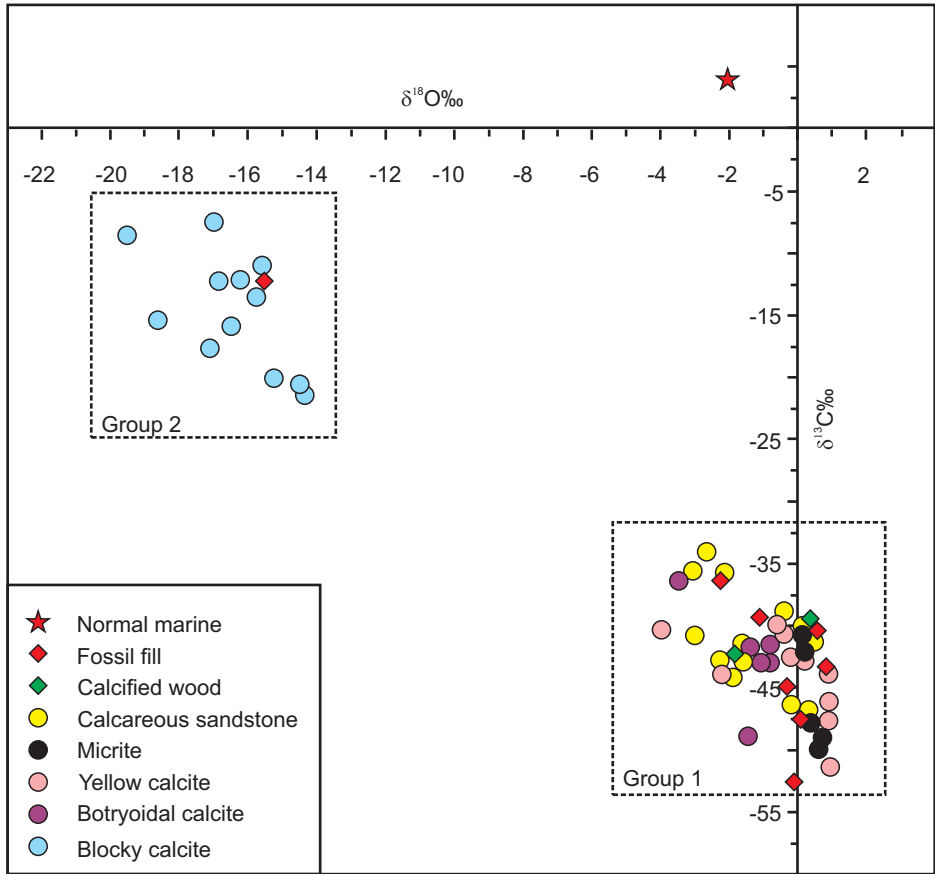 δ¹⁸O‰
-22 -20 -18 -16 -14 -12 -10 -8 -6 -4 -2 2
-5
-15
-25
δ¹³C‰
-35
-45
-55
Group 2
Group 1
Normal marine
Fossil fill
Calcified wood
Calcareous sandstone
Micrite
Yellow calcite
Botryoidal calcite
Blocky calcite